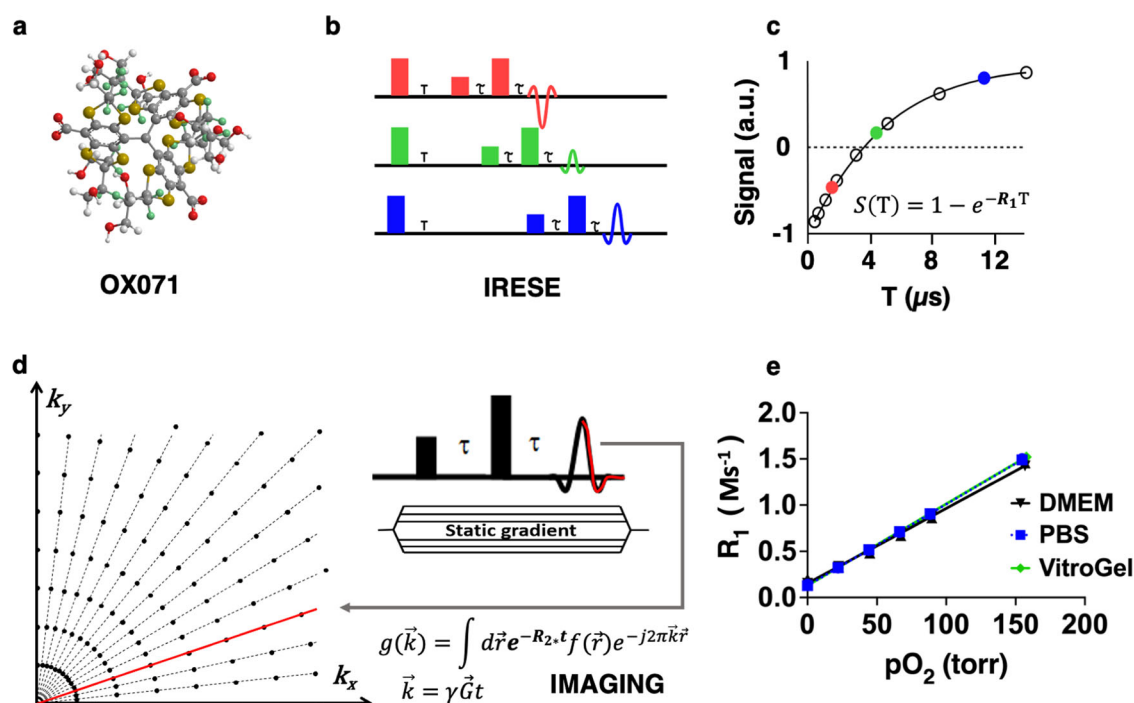 a
OX071
b
T τ τ
T τ τ
T τ τ
IRESE
c
Signal (a.u.)
1
0
-1
S(T) = 1 − e^{-R₁T}
0 4 8 12
T (µs)
d
k_y
k_x
τ τ
Static gradient
g(k⃗) = ∫ dr⃗ e^{-R₂*t} f(r⃗) e^{-j2πk⃗r⃗}
k⃗ = γG⃗t
IMAGING
e
R₁ (Ms⁻¹)
2.0
1.5
1.0
0.5
0.0
0 50 100 150 200
pO₂ (torr)
DMEM
PBS
VitroGel